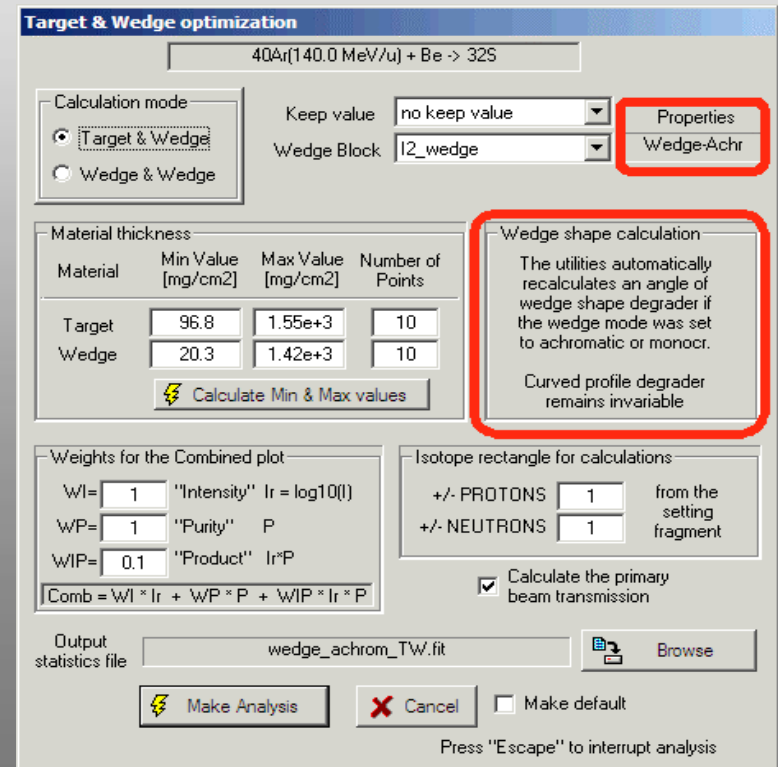 Target & Wedge optimization
40Ar(140.0 MeV/u) + Be -> 32S
Calculation mode
Target & Wedge
Wedge & Wedge
Keep value
no keep value
Wedge Block
I2_wedge
Properties
Wedge-Achr
Material thickness
Material
Min Value
[mg/cm2]
Max Value
[mg/cm2]
Number of
Points
Target
96.8
1.55e+3
10
Wedge
20.3
1.42e+3
10
Calculate Min & Max values
Wedge shape calculation
The utilities automatically
recalculates an angle of
wedge shape degrader if
the wedge mode was set
to achromatic or monocr.
Curved profile degrader
remains invariable
Weights for the Combined plot
WI=
1
"Intensity" Ir = log10(I)
WP=
1
"Purity" P
WIP=
0.1
"Product" Ir*P
Comb = WI * Ir + WP * P + WIP * Ir * P
Isotope rectangle for calculations
+/- PROTONS
1
+/- NEUTRONS
1
from the
setting
fragment
Calculate the primary
beam transmission
Output
statistics file
wedge_achrom_TW.fit
Browse
Make Analysis
Cancel
Make default
Press "Escape" to interrupt analysis